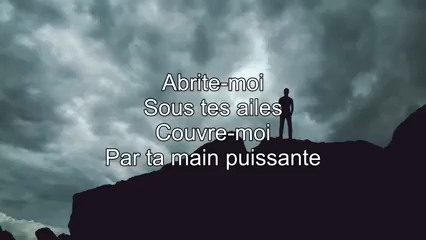 Abrite-moi
Sous tes ailes
Couvre-moi
Par ta main puissante